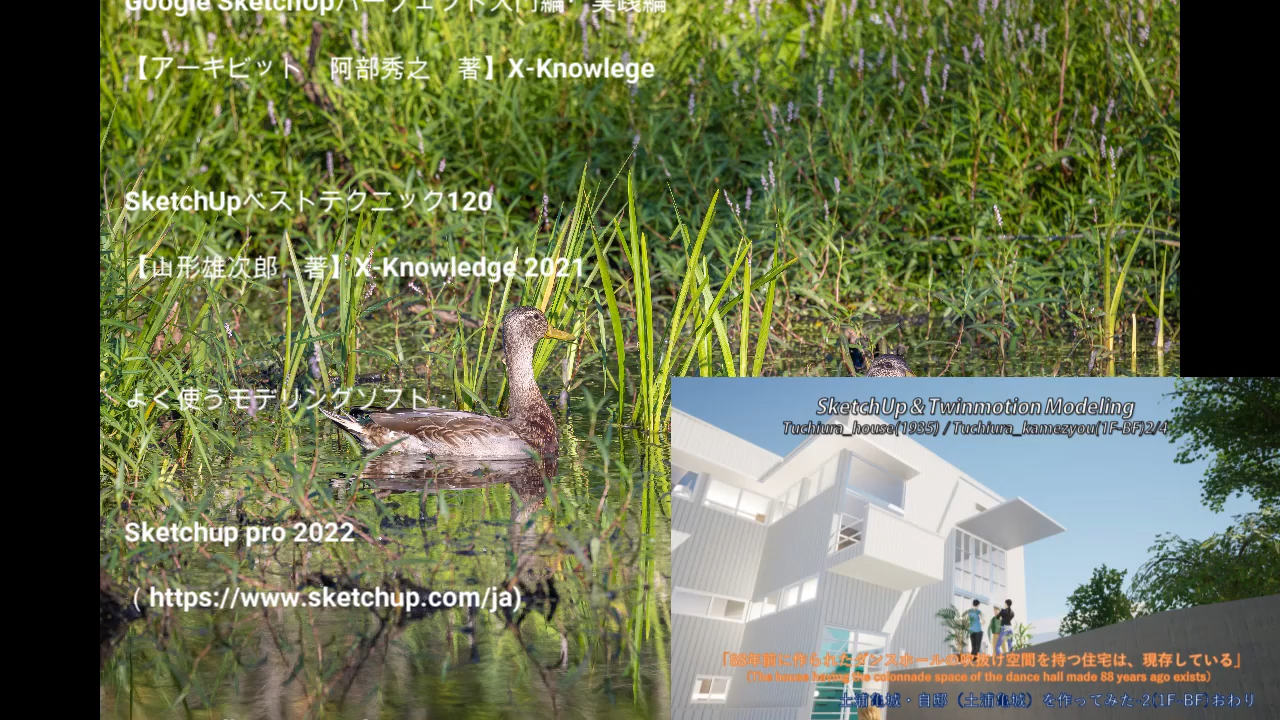 Google SketchUpパーフェクト入門編・実践編
【アーキビット　阿部秀之　著】X-Knowlege
SketchUpベストテクニック120
【山形雄次郎　著】X-Knowledge 2021
よく使うモデリングソフト：
Sketchup pro 2022
( https://www.sketchup.com/ja)
SketchUp & Twinmotion Modeling
Tuchiura_house(1935) / Tuchiura_kamezyou(1F-BF)2/4
「88年前に作られたダンスホールの吹抜け空間を持つ住宅は、現存している」
(The house having the colonnade space of the dance hall made 88 years ago exists)
土浦亀城・自邸（土浦亀城）を作ってみた-2(1F-BF)おわり